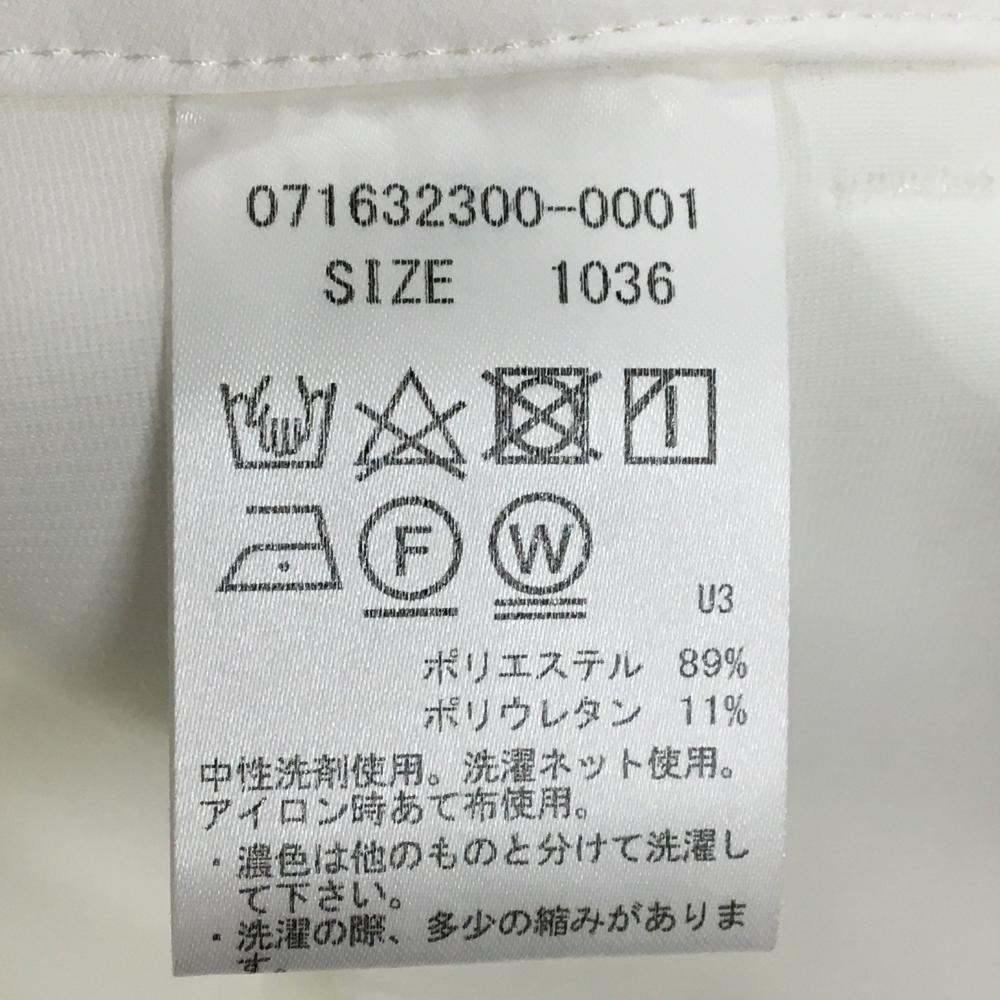 071632300--0001
SIZE 1036
F W
U3
ポリエステル 89%
ポリウレタン 11%
中性洗剤使用。洗濯ネット使用。
アイロン時あて布使用。
・濃色は他のものと分けて洗濯し
て下さい。
・洗濯の際、多少の縮みがありま
す。